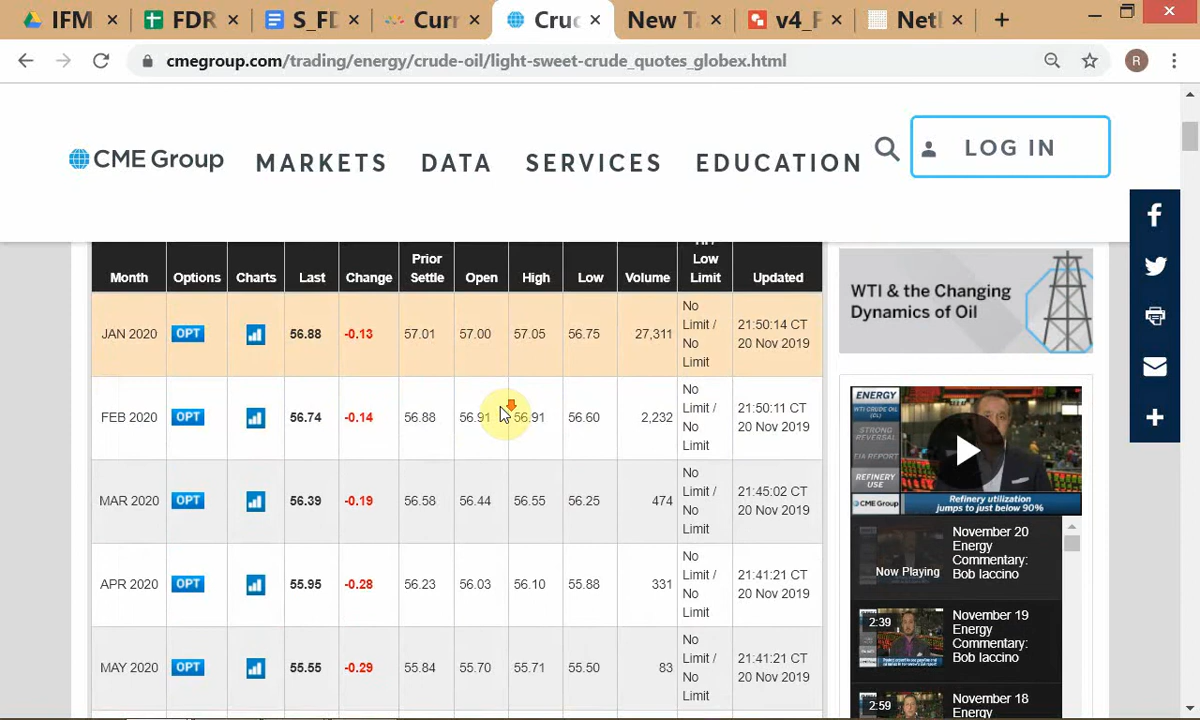 IFM
FDR
S_F
Curr
Cru
New T
v4_F
Net
cmegroup.com/trading/energy/crude-oil/light-sweet-crude_quotes_globex.html
R
CME Group
MARKETS
DATA
SERVICES
EDUCATION
LOG IN
Month Options Charts Last Change Prior Settle Open High Low Volume Low Limit Updated
JAN 2020 OPT 56.88 -0.13 57.01 57.00 57.05 56.75 27,311 No Limit / No Limit 21:50:14 CT 20 Nov 2019
FEB 2020 OPT 56.74 -0.14 56.88 56.91 56.91 56.60 2,232 No Limit / No Limit 21:50:11 CT 20 Nov 2019
MAR 2020 OPT 56.39 -0.19 56.58 56.44 56.55 56.25 474 No Limit / No Limit 21:45:02 CT 20 Nov 2019
APR 2020 OPT 55.95 -0.28 56.23 56.03 56.10 55.88 331 No Limit / No Limit 21:41:21 CT 20 Nov 2019
MAY 2020 OPT 55.55 -0.29 55.84 55.70 55.71 55.50 83 No Limit / No Limit 21:41:21 CT 20 Nov 2019
WTI & the Changing
Dynamics of Oil
ENERGY
WTI CRUDE OIL
(CL)
STRONG
REVERSAL
EIA REPORT
REFINERY
USE
CME Group
Refinery utilization
jumps to just below 90%
Now Playing
November 20
Energy
Commentary:
Bob Iaccino
2:39
November 19
Energy
Commentary:
Bob Iaccino
2:59
November 18
Energy